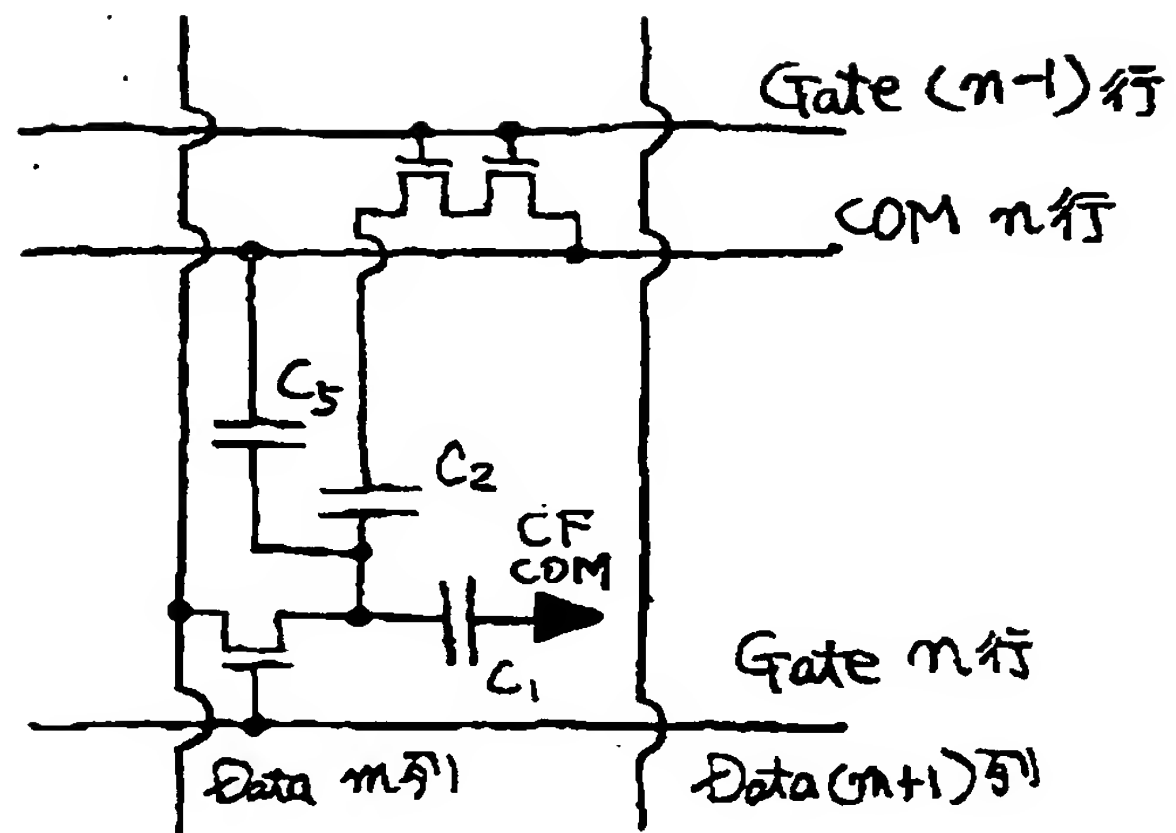 Gate (n-1)行
COM n行
C5
C2
CF
COM
C1
Gate n行
Data m列
Data(m+1)列